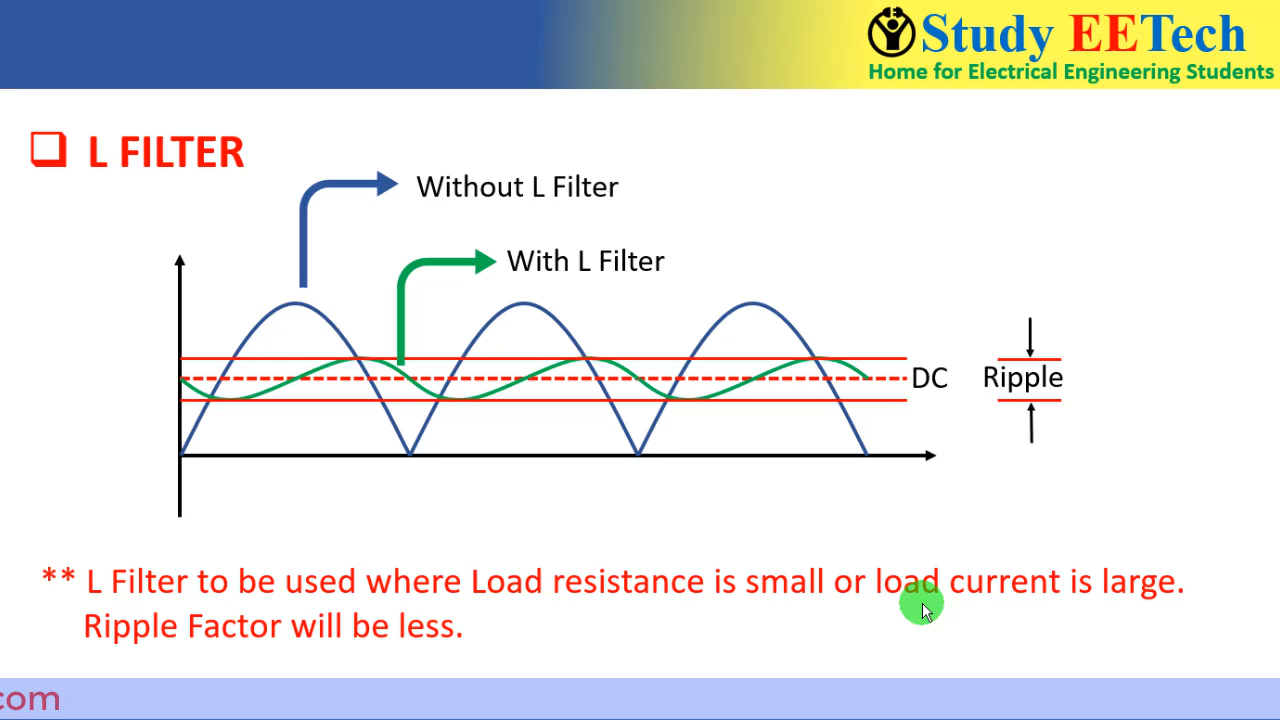 Study EETech
Home for Electrical Engineering Students
L FILTER
Without L Filter
With L Filter
DC
Ripple
** L Filter to be used where Load resistance is small or load current is large.
Ripple Factor will be less.
com